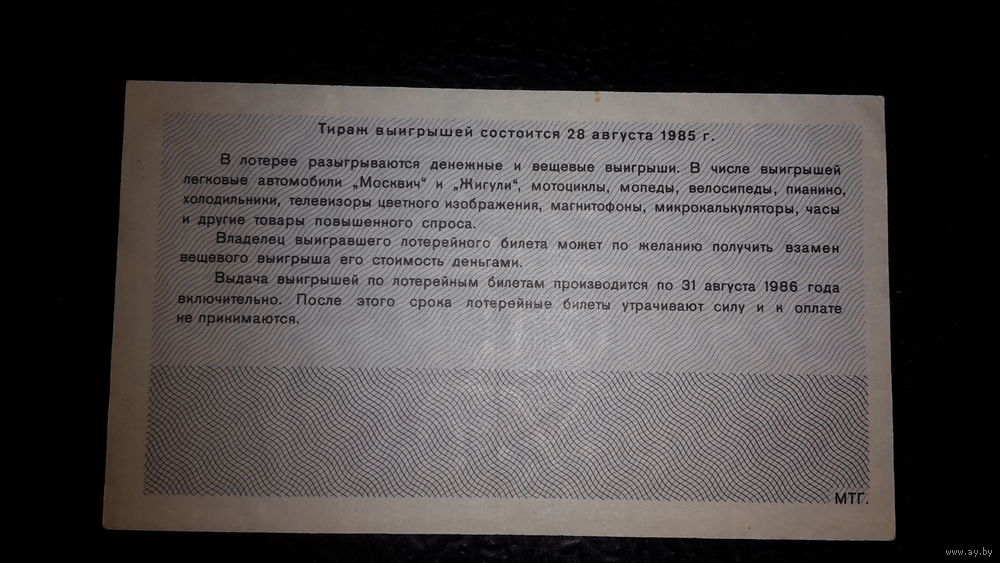 Тираж выигрышей состоится 28 августа 1985 г.
В лотерее разыгрываются денежные и вещевые выигрыши. В числе выигрышей
легковые автомобили „Москвич“ и „Жигули“, мотоциклы, мопеды, велосипеды, пианино,
холодильники, телевизоры цветного изображения, магнитофоны, микрокалькуляторы, часы
и другие товары повышенного спроса.
Владелец выигравшего лотерейного билета может по желанию получить взамен
вещевого выигрыша его стоимость деньгами.
Выдача выигрышей по лотерейным билетам производится по 31 августа 1986 года
включительно. После этого срока лотерейные билеты утрачивают силу и к оплате
не принимаются.
МТГ.
www.ay.by